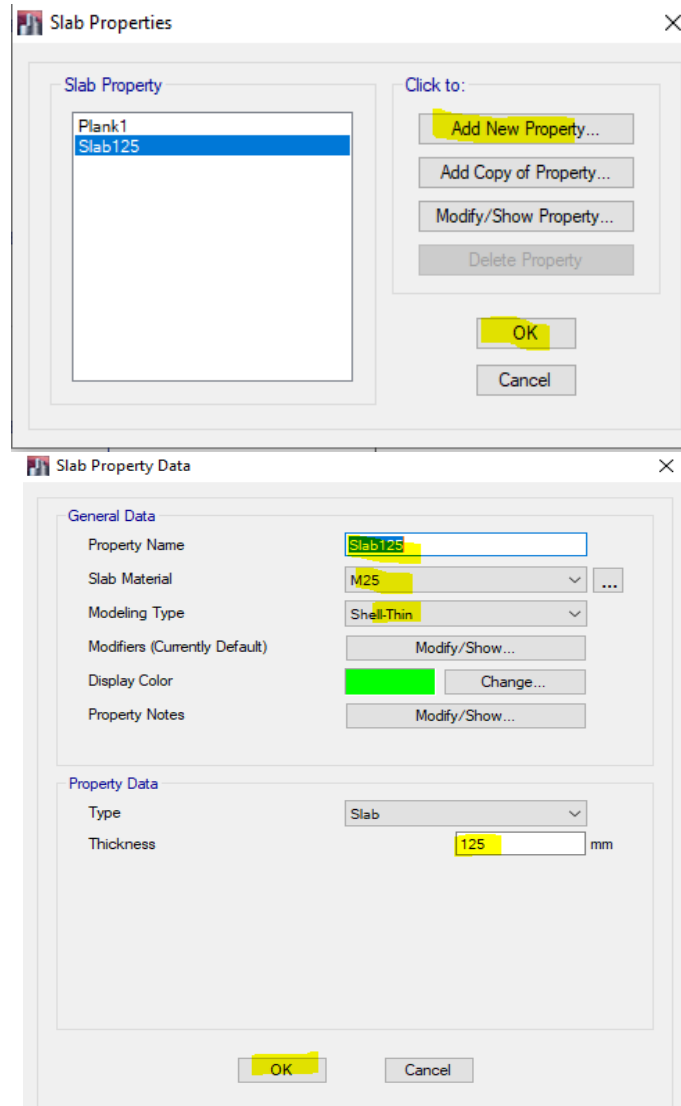 Slab Properties
Slab Property
Click to:
Plank1
Slab125
Add New Property...
Add Copy of Property...
Modify/Show Property...
Delete Property
OK
Cancel
Slab Property Data
General Data
Property Name
Slab125
Slab Material
M25
...
Modeling Type
Shell-Thin
Modifiers (Currently Default)
Modify/Show...
Display Color
Change...
Property Notes
Modify/Show...
Property Data
Type
Slab
Thickness
125
mm
OK
Cancel